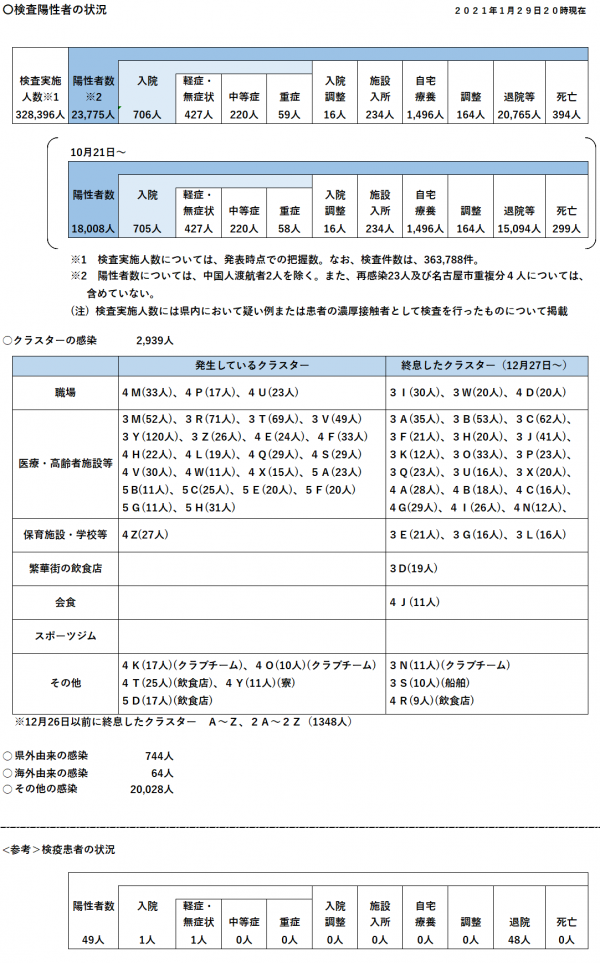 〇検査陽性者の状況
２０２１年１月２９日２０時現在
検査実施人数※1 陽性者数※2 入院 軽症・無症状 中等症 重症 入院調整 施設入所 自宅療養 調整 退院等 死亡
328,396人 23,775人 706人 427人 220人 59人 16人 234人 1,496人 164人 20,765人 394人
10月21日～
陽性者数 入院 軽症・無症状 中等症 重症 入院調整 施設入所 自宅療養 調整 退院等 死亡
18,008人 705人 427人 220人 58人 16人 234人 1,496人 164人 15,094人 299人
※1　検査実施人数については、発表時点での把握数。なお、検査件数は、363,788件。
※2　陽性者数については、中国人渡航者2人を除く。また、再感染23人及び名古屋市重複分４人については、
含めていない。
（注）検査実施人数には県内において疑い例または患者の濃厚接触者として検査を行ったものについて掲載
〇クラスターの感染　2,939人
発生しているクラスター 終息したクラスター（12月27日～）
職場
４Ｍ(33人)、４Ｐ(17人)、４Ｕ(23人)
３Ｉ(30人)、３Ｗ(20人)、４Ｄ(20人)
医療・高齢者施設等
３Ｍ(52人)、３Ｒ(71人)、３Ｔ(69人)、３Ｖ(49人)
３Ｙ(120人)、３Ｚ(26人)、４Ｅ(24人)、４Ｆ(33人)
４Ｈ(22人)、４Ｌ(19人)、４Ｑ(29人)、４Ｓ(29人)
４Ｖ(30人)、４Ｗ(11人)、４Ｘ(15人)、５Ａ(23人)
５Ｂ(11人)、５Ｃ(25人)、５Ｅ(20人)、５Ｆ(20人)
５Ｇ(11人)、５Ｈ(31人)
３Ａ(35人)、３Ｂ(53人)、３Ｃ(62人)、
３Ｆ(21人)、３Ｈ(20人)、３Ｊ(41人)、
３Ｋ(12人)、３Ｏ(33人)、３Ｐ(23人)、
３Ｑ(23人)、３Ｕ(16人)、３Ｘ(20人)
４Ａ(28人)、４Ｂ(18人)、４Ｃ(16人)、
４Ｇ(29人)、４Ｉ(26人)、４Ｎ(12人)、
保育施設・学校等
４Ｚ(27人)
３Ｅ(21人)、３Ｇ(16人)、３Ｌ(16人)
繁華街の飲食店
３Ｄ(19人)
会食
４Ｊ(11人)
スポーツジム
その他
４Ｋ(17人)(クラブチーム)、４Ｏ(10人)(クラブチーム)
４Ｔ(25人)(飲食店)、４Ｙ(11人)(寮)
５Ｄ(17人)(飲食店)
３Ｎ(11人)(クラブチーム)
３Ｓ(10人)(船舶)
４Ｒ(9人)(飲食店)
※12月26日以前に終息したクラスター　Ａ～Ｚ、２Ａ～２Ｚ（1348人）
〇 県外由来の感染　744人
〇 海外由来の感染　64人
〇 その他の感染　20,028人
<参考>検疫患者の状況
陽性者数 入院 軽症・無症状 中等症 重症 入院調整 施設入所 自宅療養 調整 退院 死亡
49人 1人 1人 0人 0人 0人 0人 0人 0人 48人 0人